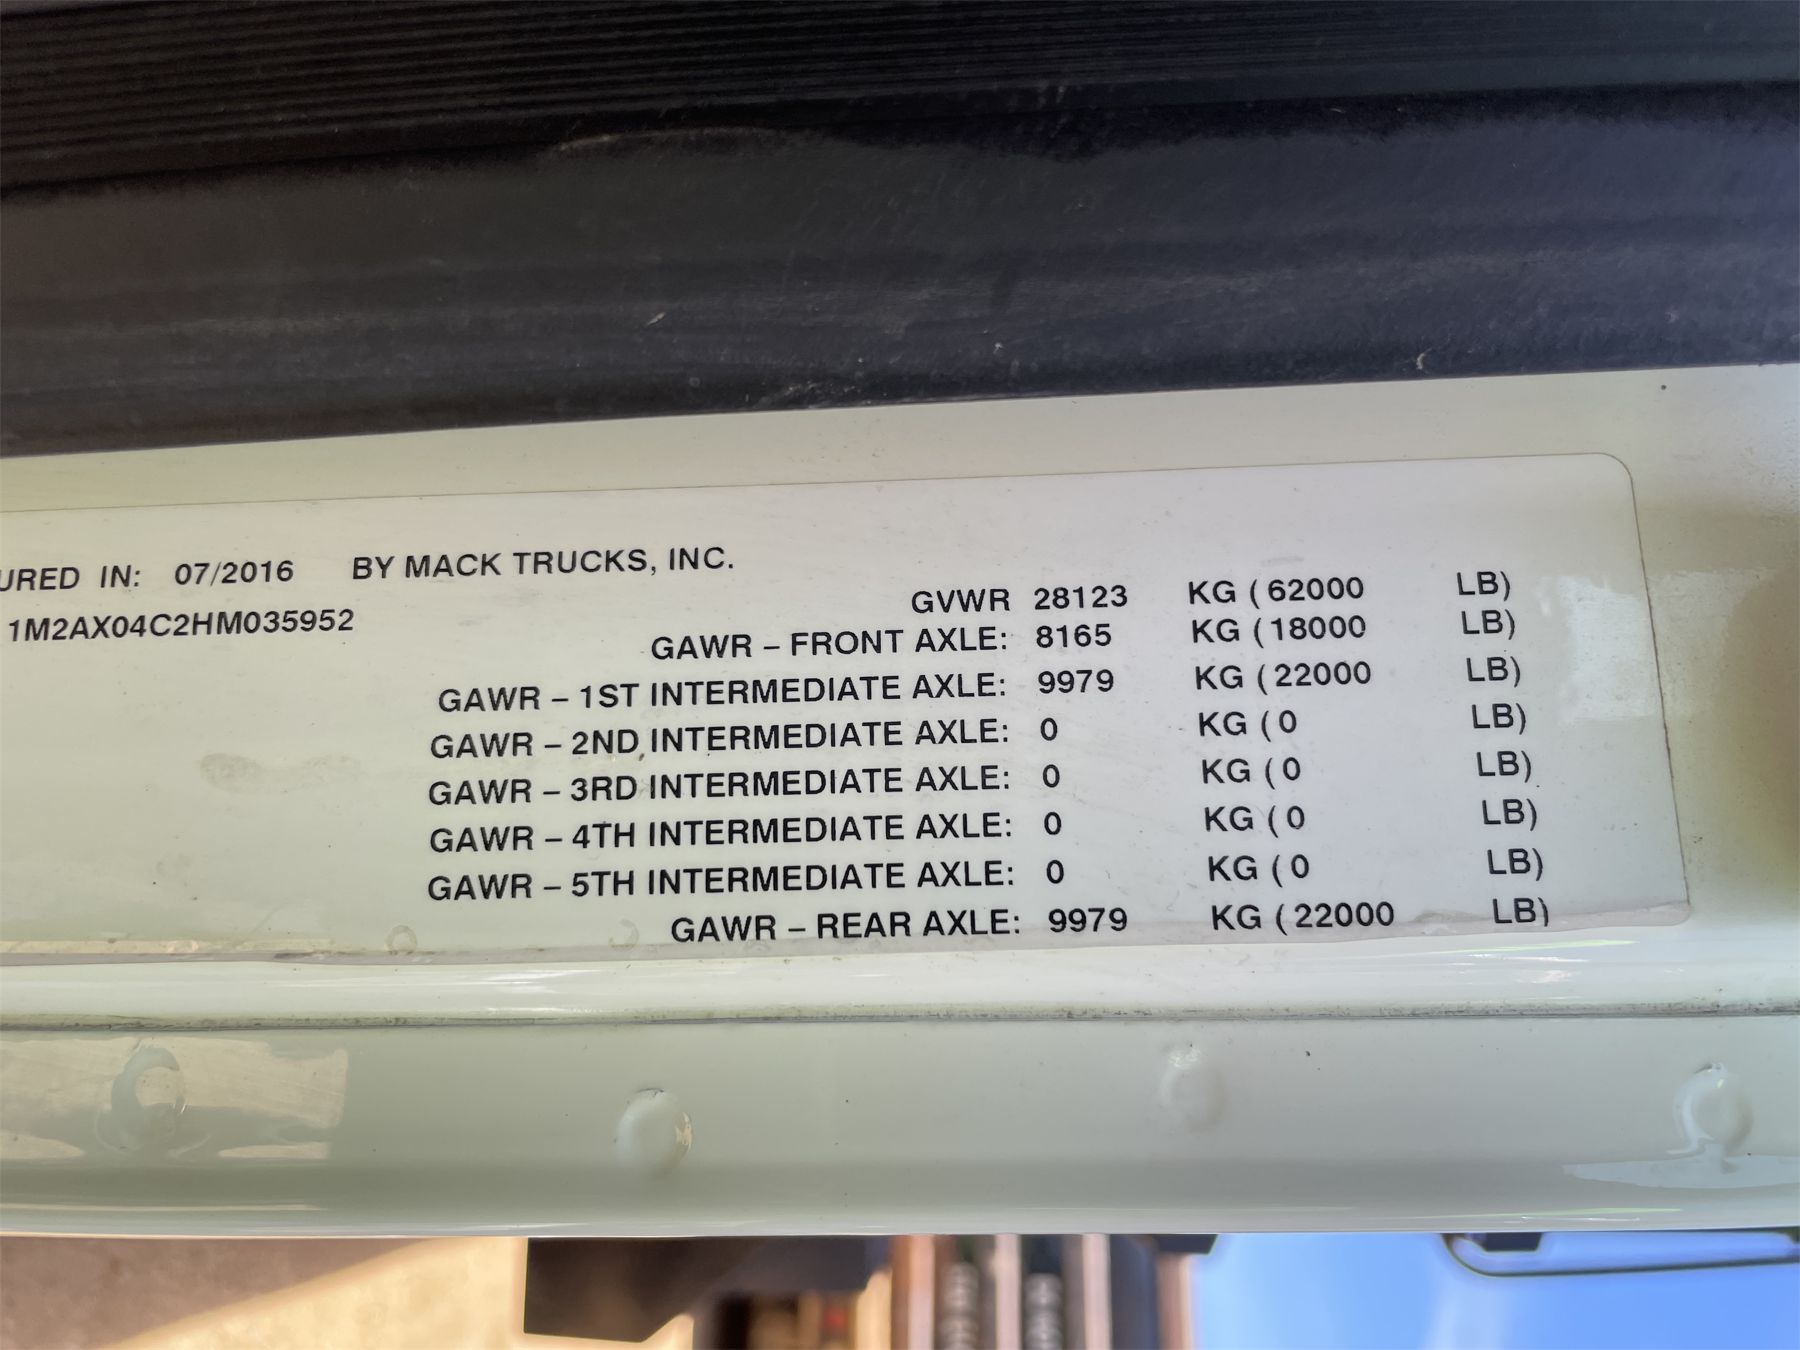 URED IN: 07/2016 BY MACK TRUCKS, INC.
1M2AX04C2HM035952
GVWR 28123 KG ( 62000 LB)
GAWR – FRONT AXLE: 8165 KG ( 18000 LB)
GAWR – 1ST INTERMEDIATE AXLE: 9979 KG ( 22000 LB)
GAWR – 2ND INTERMEDIATE AXLE: 0 KG ( 0 LB)
GAWR – 3RD INTERMEDIATE AXLE: 0 KG ( 0 LB)
GAWR – 4TH INTERMEDIATE AXLE: 0 KG ( 0 LB)
GAWR – 5TH INTERMEDIATE AXLE: 0 KG ( 0 LB)
GAWR – REAR AXLE: 9979 KG ( 22000 LB)